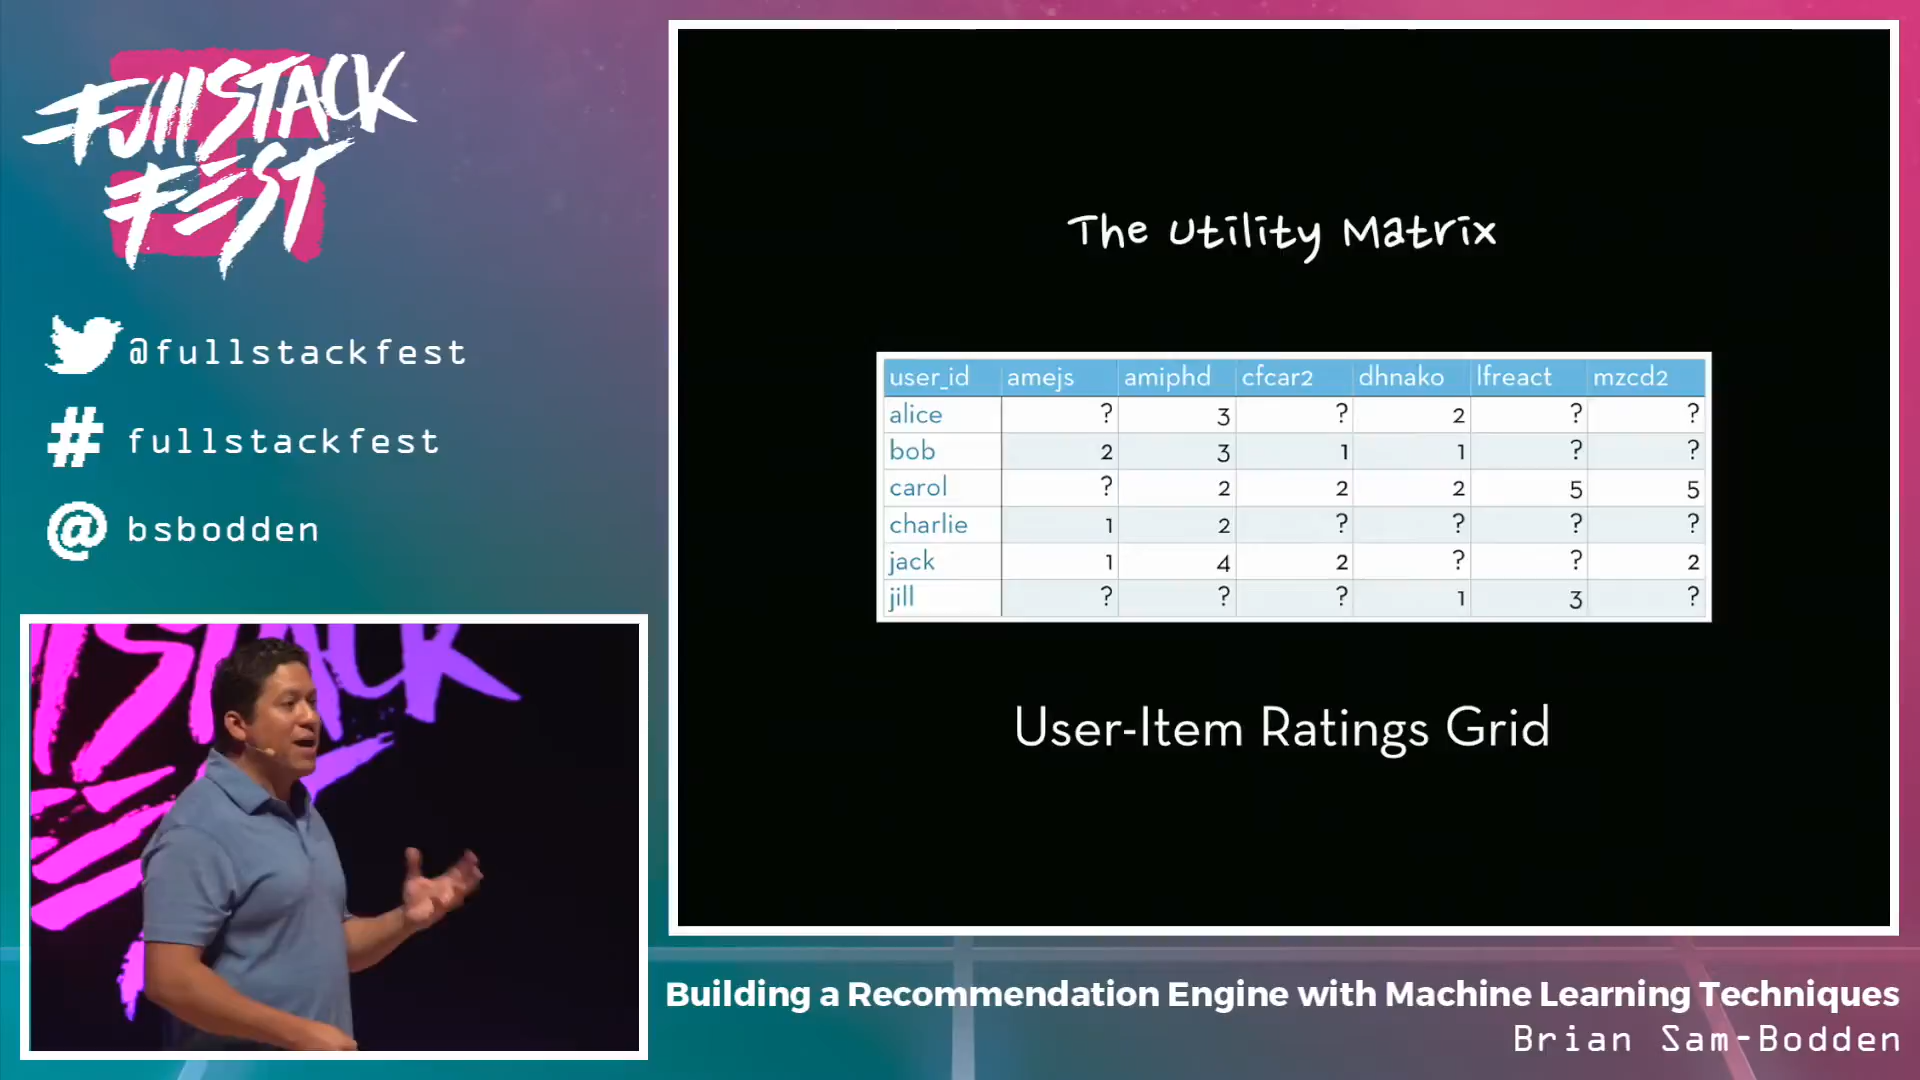 FullSTACK
FEST
@fullstackfest
# fullstackfest
@ bsbodden
The Utility Matrix
user_id amejs amiphd cfcar2 dhnako lfreact mzcd2
alice ? 3 ? 2 ? ?
bob 2 3 1 1 ? ?
carol ? 2 2 2 5 5
charlie 1 2 ? ? ? ?
jack 1 4 2 ? ? 2
jill ? ? ? 1 3 ?
User-Item Ratings Grid
Building a Recommendation Engine with Machine Learning Techniques
Brian Sam-Bodden